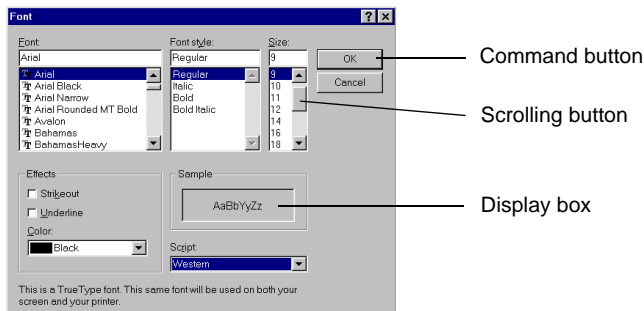 Font
Font: Font style: Size:
Arial Regular 9
Arial Regular 9
Arial Black Italic 10
Arial Narrow Bold 11
Arial Rounded MT Bold Bold Italic 12
Avalon 14
Bahamas 16
BahamasHeavy 18
OK
Cancel
Command button
Scrolling button
Effects
Strikeout
Underline
Color:
Black
Sample
AaBbYyZz
Display box
Script:
Western
This is a TrueType font. This same font will be used on both your
screen and your printer.